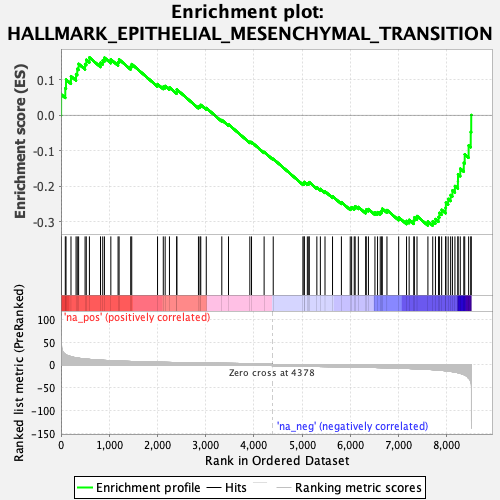 Enrichment plot:
HALLMARK_EPITHELIAL_MESENCHYMAL_TRANSITION
Enrichment score (ES)
0.1
0.0
-0.1
-0.2
-0.3
'na_pos' (positively correlated)
Ranked list metric (PreRanked)
100
50
0
-50
-100
-150
Zero cross at 4378
'na_neg' (negatively correlated)
0 1,000 2,000 3,000 4,000 5,000 6,000 7,000 8,000
Rank in Ordered Dataset
Enrichment profile Hits Ranking metric scores